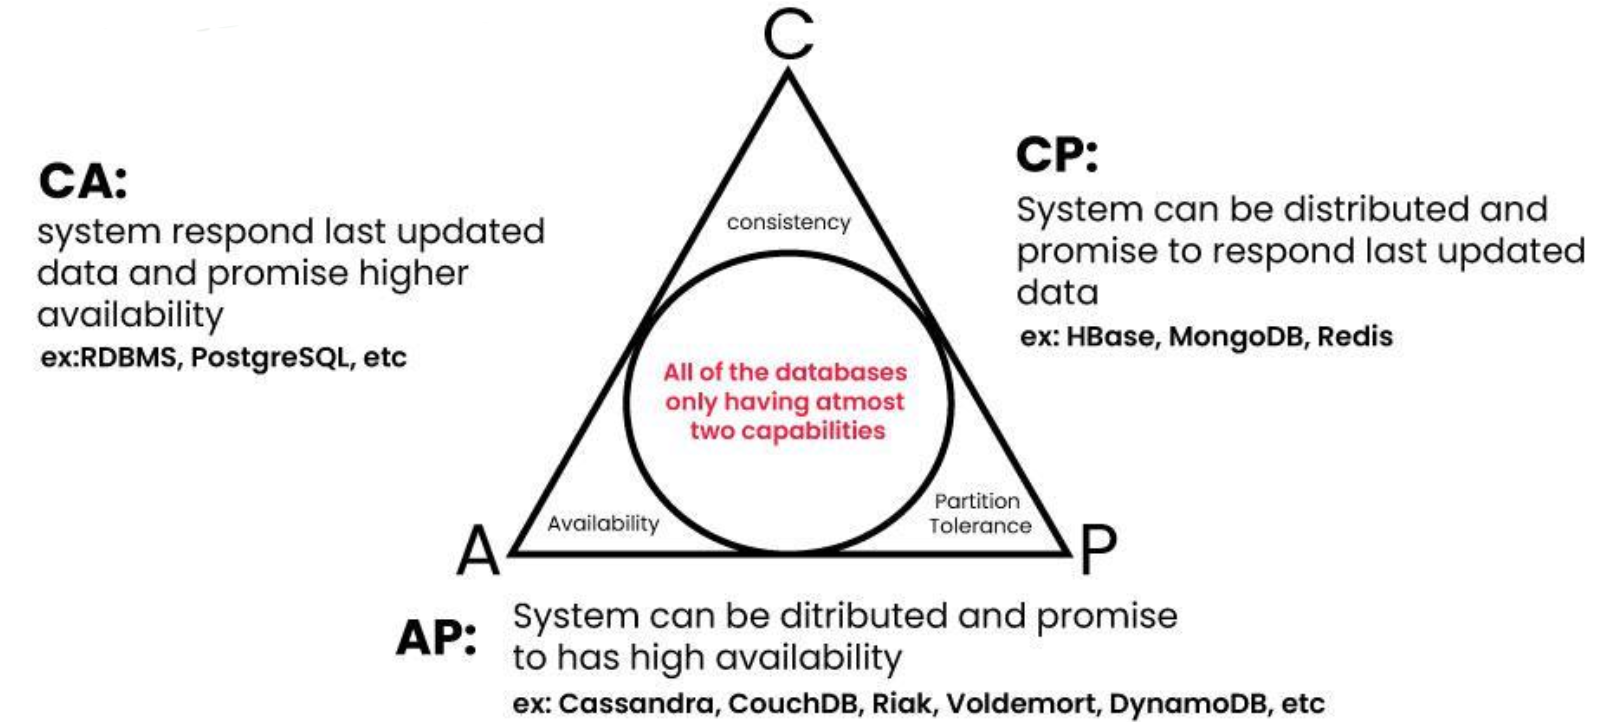 C
CA:
system respond last updated
data and promise higher
availability
ex:RDBMS, PostgreSQL, etc
consistency
CP:
System can be distributed and
promise to respond last updated
data
ex: HBase, MongoDB, Redis
All of the databases
only having atmost
two capabilities
Availability
Partition
Tolerance
A
P
AP:
System can be ditributed and promise
to has high availability
ex: Cassandra, CouchDB, Riak, Voldemort, DynamoDB, etc